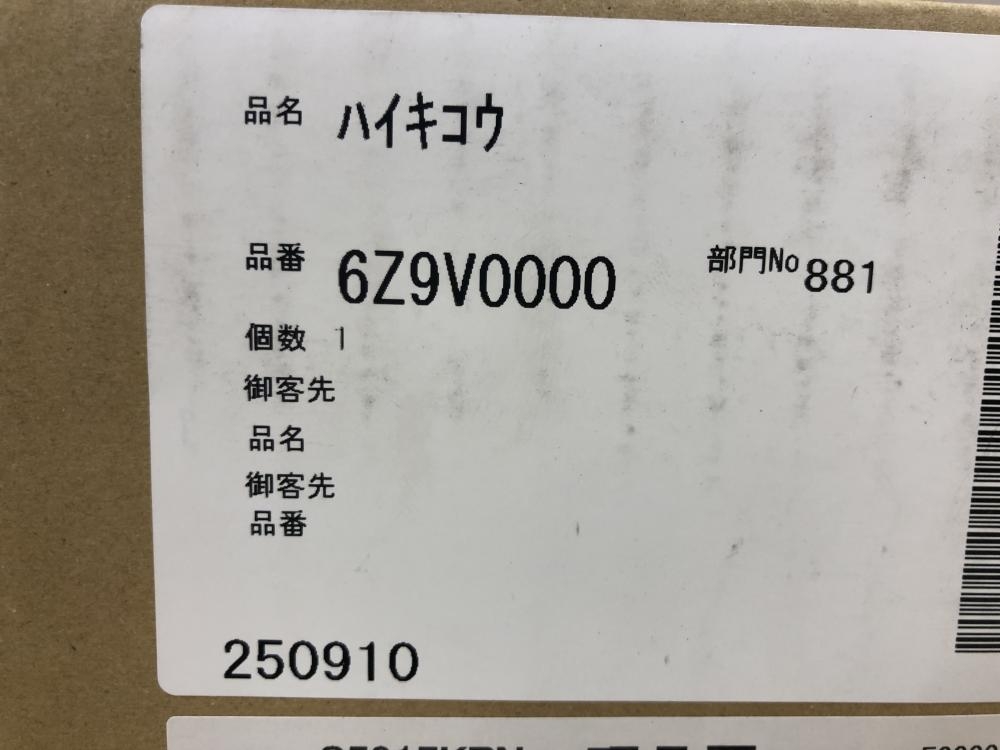 品名 ハイキコウ
品番 6Z9V0000 部門No 881
個数 1
御客先
品名
御客先
品番
250910